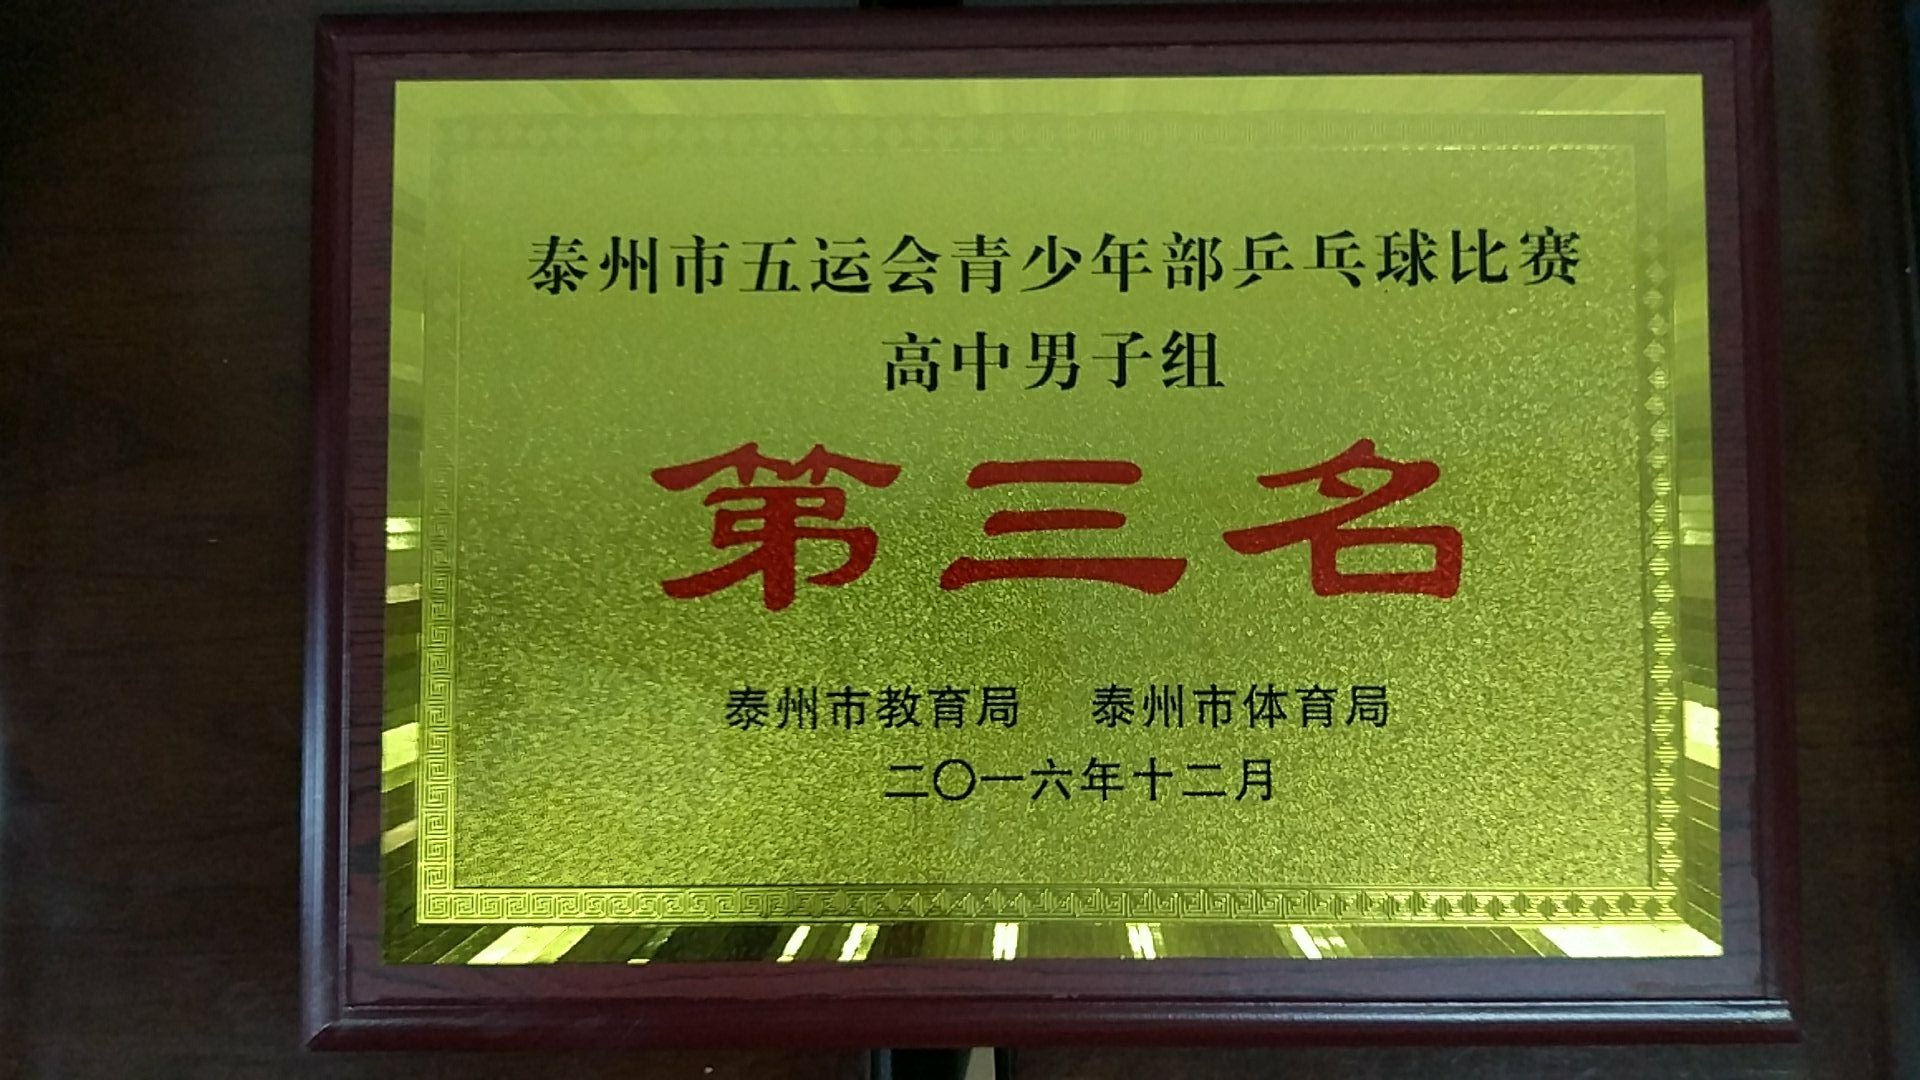 泰州市五运会青少年部乒乓球比赛
高中男子组
第三名
泰州市教育局 泰州市体育局
二〇一六年十二月